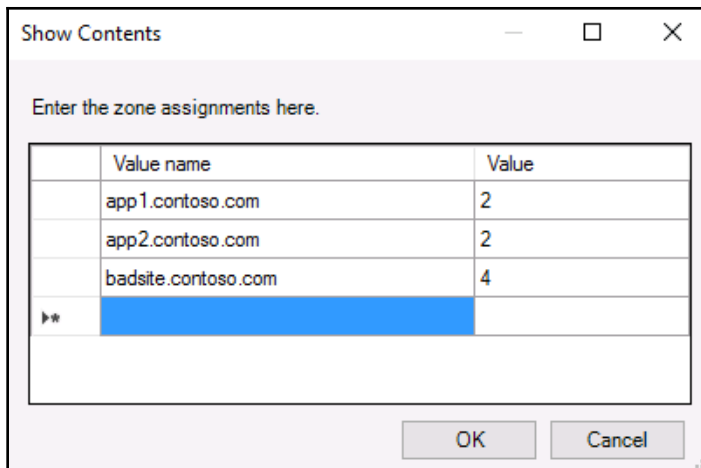 Show Contents
Enter the zone assignments here.
Value name Value
app1.contoso.com 2
app2.contoso.com 2
badsite.contoso.com 4
OK Cancel